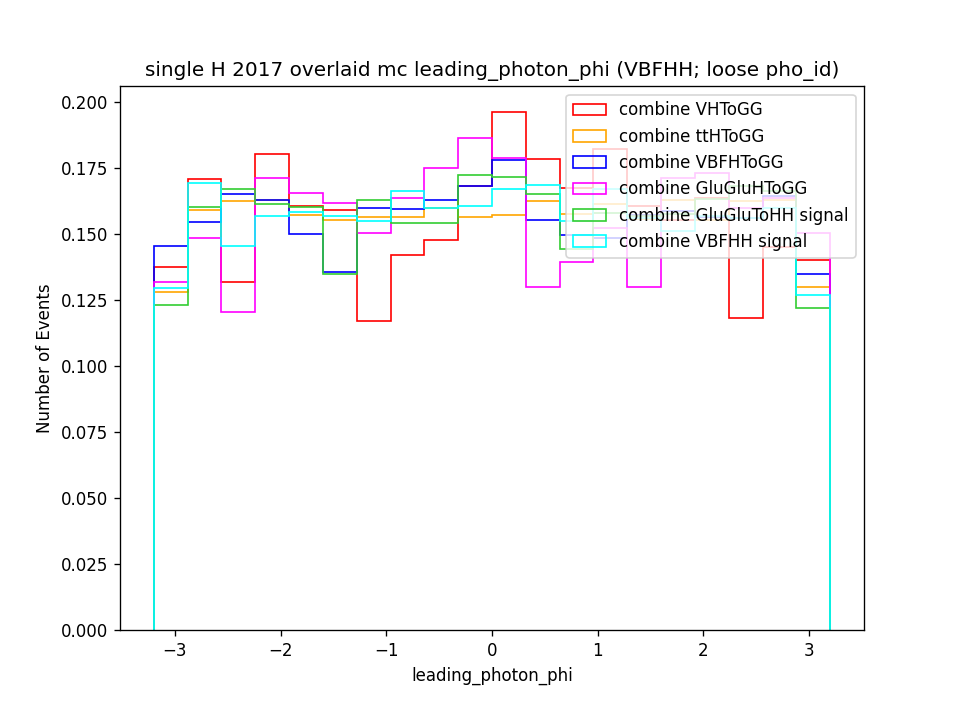 single H 2017 overlaid mc leading_photon_phi (VBFHH; loose pho_id)
combine VHToGG
combine ttHToGG
combine VBFHToGG
combine GluGluHToGG
combine GluGluToHH signal
combine VBFHH signal
Number of Events
0.200
0.175
0.150
0.125
0.100
0.075
0.050
0.025
0.000
−3
−2
−1
0
1
2
3
leading_photon_phi